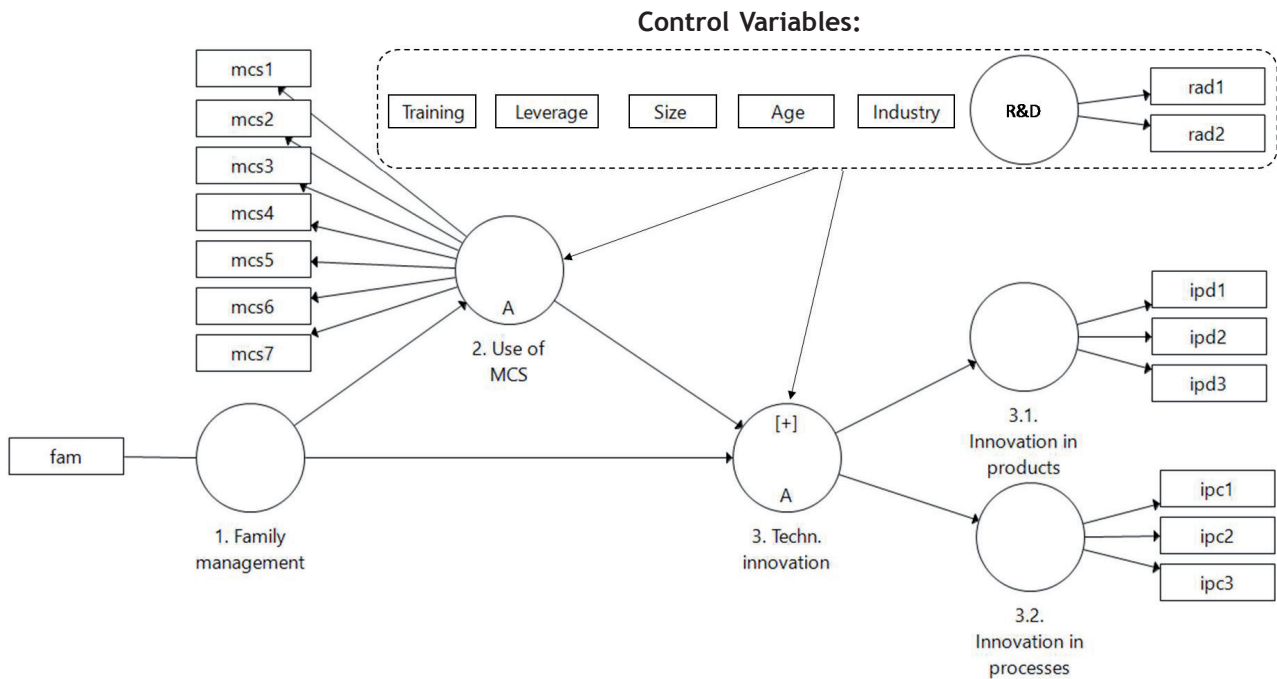 Control Variables:
mcs1
mcs2
mcs3
mcs4
mcs5
mcs6
mcs7
Training
Leverage
Size
Age
Industry
R&D
rad1
rad2
A
2. Use of
MCS
fam
1. Family
management
[+]
A
3. Techn.
innovation
ipd1
ipd2
ipd3
3.1.
Innovation in
products
ipc1
ipc2
ipc3
3.2.
Innovation in
processes